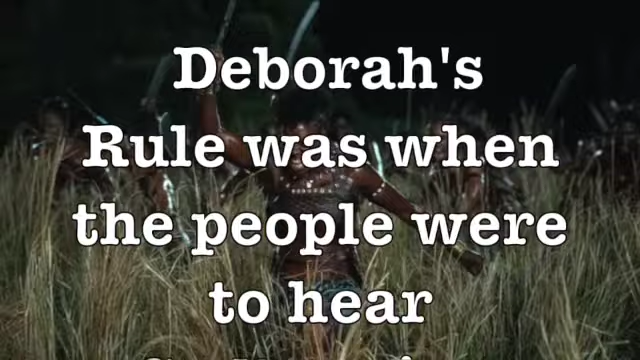 Deborah's
Rule was when
the people were
to hear